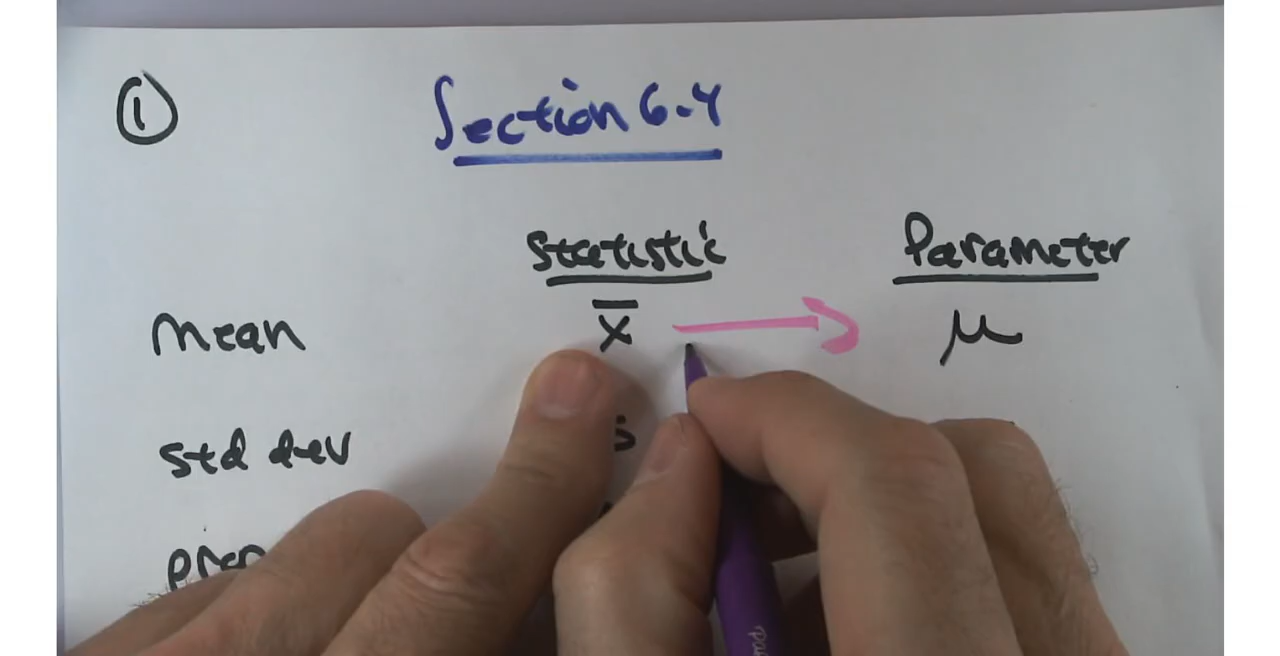 ①
Section 6.4
Statistic Parameter
mean x̄ → μ
std dev s